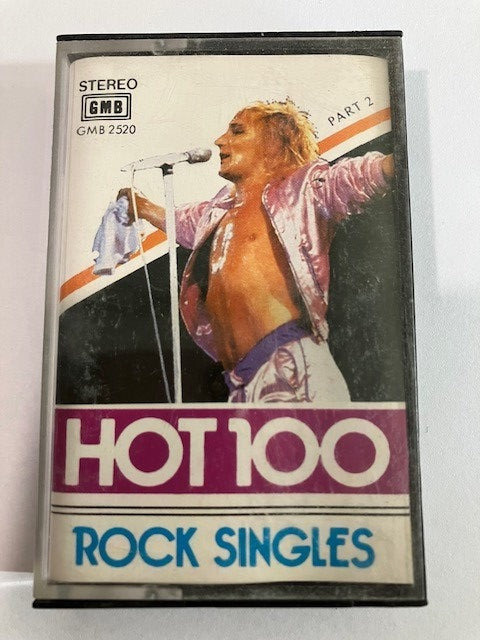 STEREO
GMB
GMB 2520
PART 2
HOT 100
ROCK SINGLES